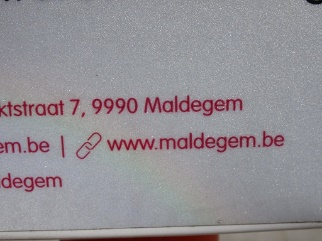 ktstraat 7, 9990 Maldegem
em.be | www.maldegem.be
ldegem